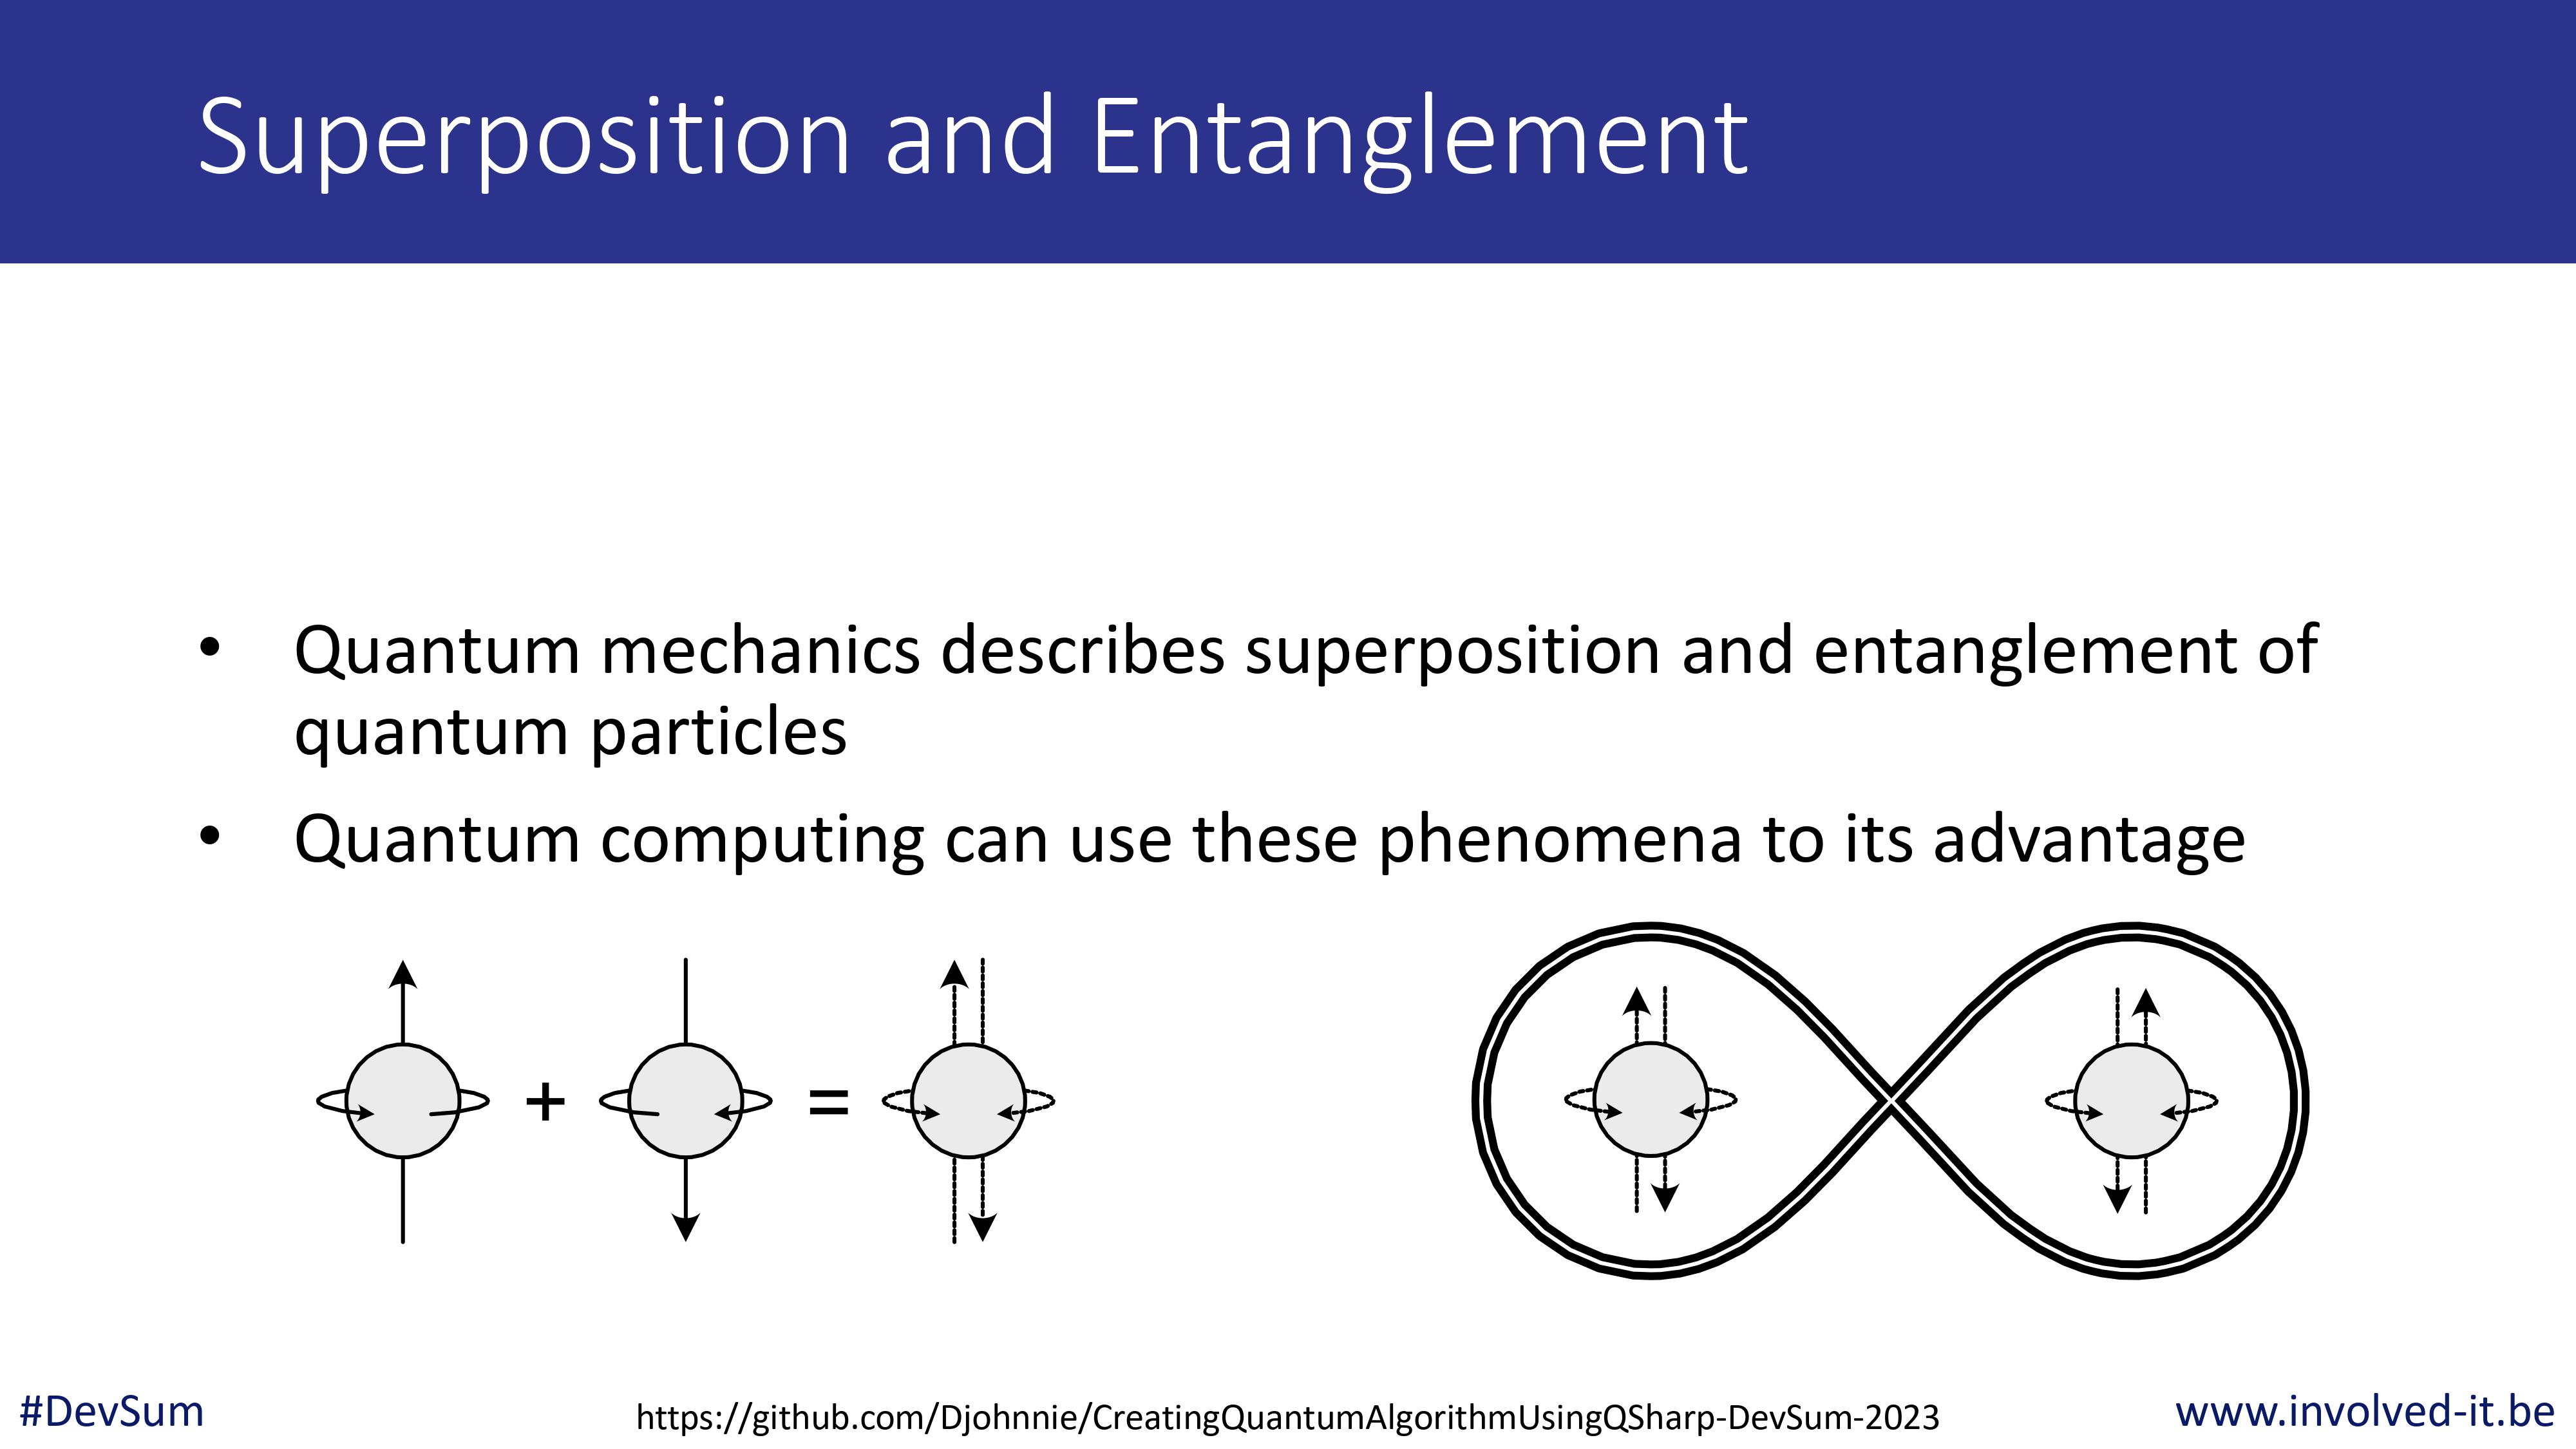 Superposition and Entanglement
• Quantum mechanics describes superposition and entanglement of
quantum particles
• Quantum computing can use these phenomena to its advantage
+ =
#DevSum
https://github.com/Djohnnie/CreatingQuantumAlgorithmUsingQSharp-DevSum-2023
www.involved-it.be